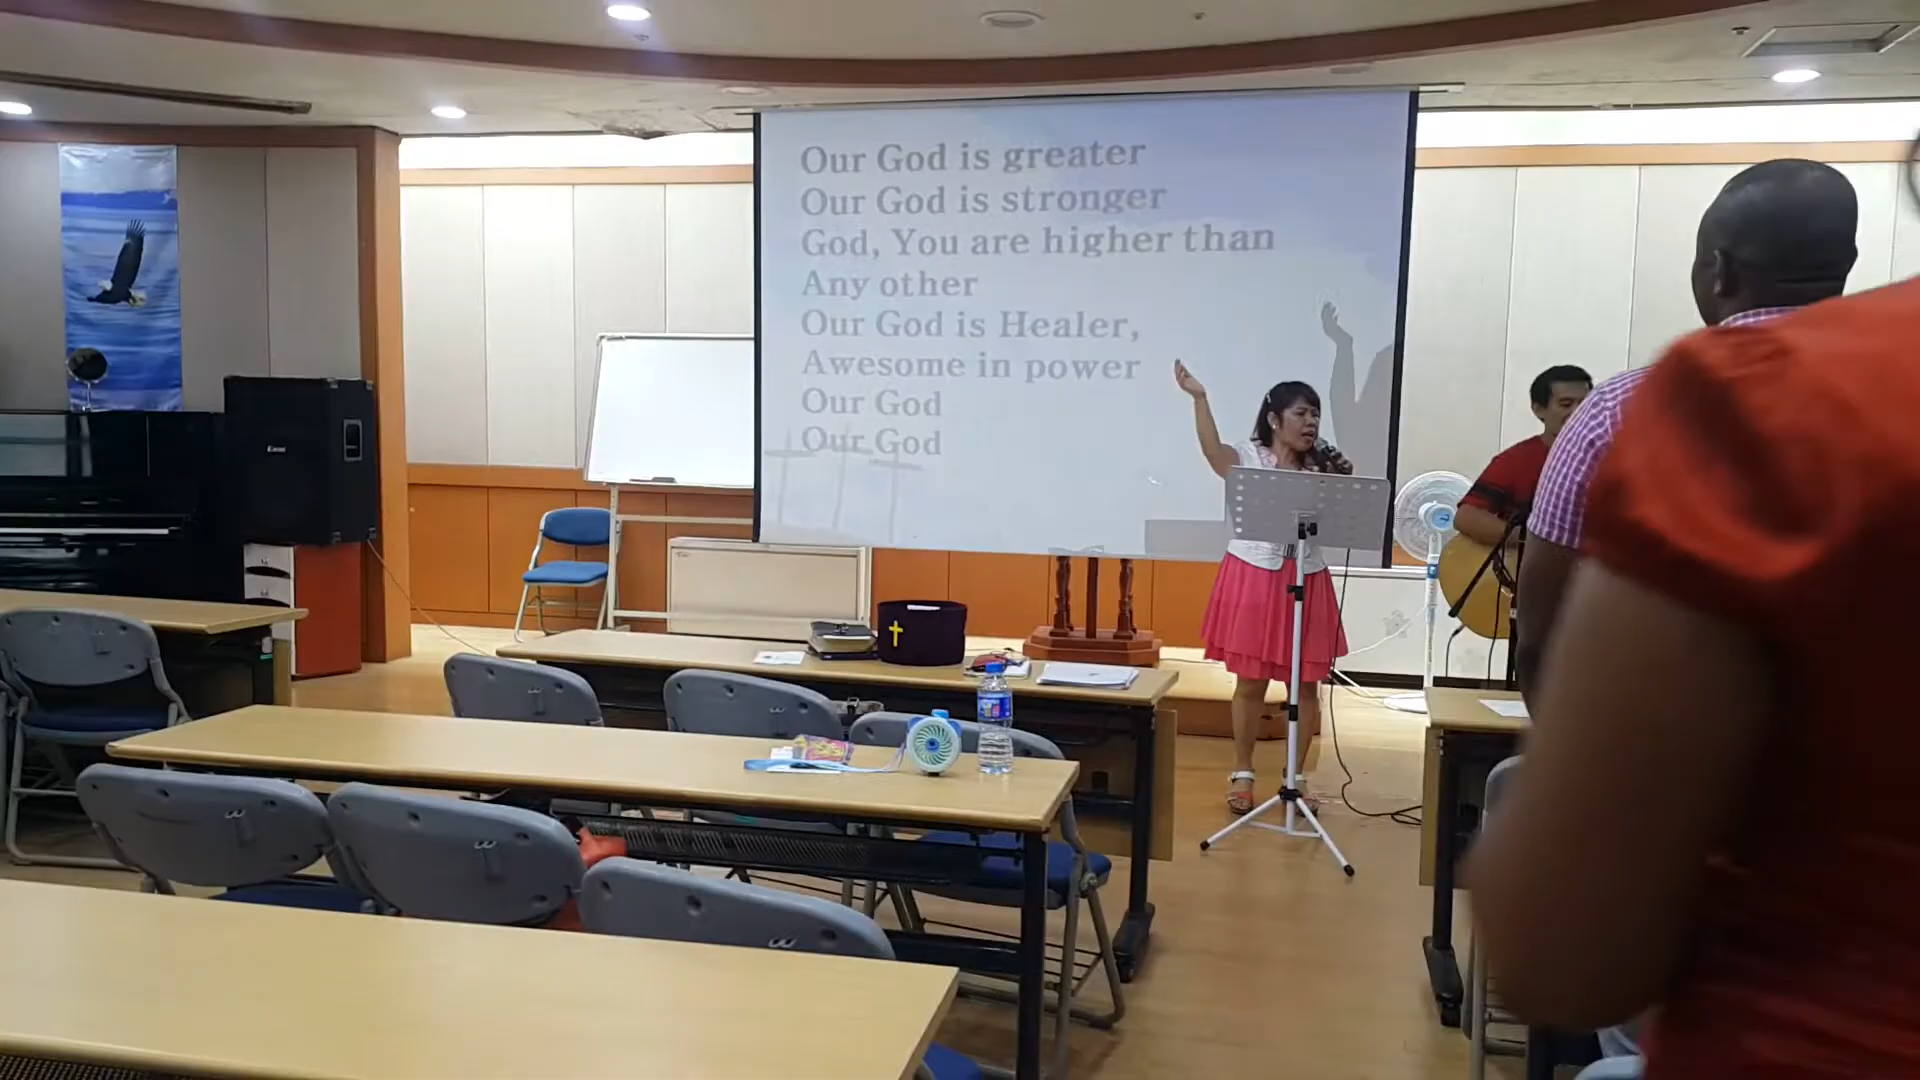 Our God is greater
Our God is stronger
God, You are higher than
Any other
Our God is Healer,
Awesome in power
Our God
Our God